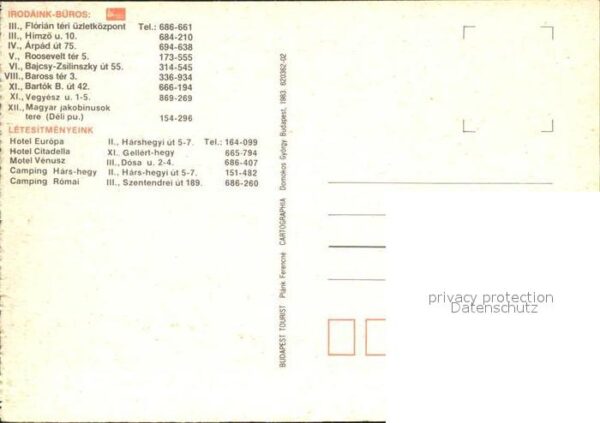 IRODÁINK-BÜROS:
III., Flórián téri üzletközpont Tel.: 686-661
III., Hímző u. 10. 684-210
IV., Árpád út 75. 694-638
V., Roosevelt tér 5. 173-555
VI., Bajcsy-Zsilinszky út 55. 314-545
VIII., Baross tér 3. 336-934
XI., Bartók B. út 42. 666-194
XI., Vegyész u. 1-5. 869-269
XII., Magyar jakobinusok
tere (Déli pu.) 154-296
LÉTESÍTMÉNYEINK
Hotel Európa II., Hárshegyi út 5-7. Tel.: 164-099
Hotel Citadella XI., Gellért-hegy 665-794
Motel Vénusz III., Dósa u. 2-4. 686-407
Camping Hárs-hegy II., Hárs-hegyi út 5-7. 151-482
Camping Római III., Szentendrei út 189. 686-260
BUDAPEST TOURIST Plánk Ferencné CARTOGRAPHIA Domokos György Budapest, 1983. 820362-02
privacy protection
Datenschutz